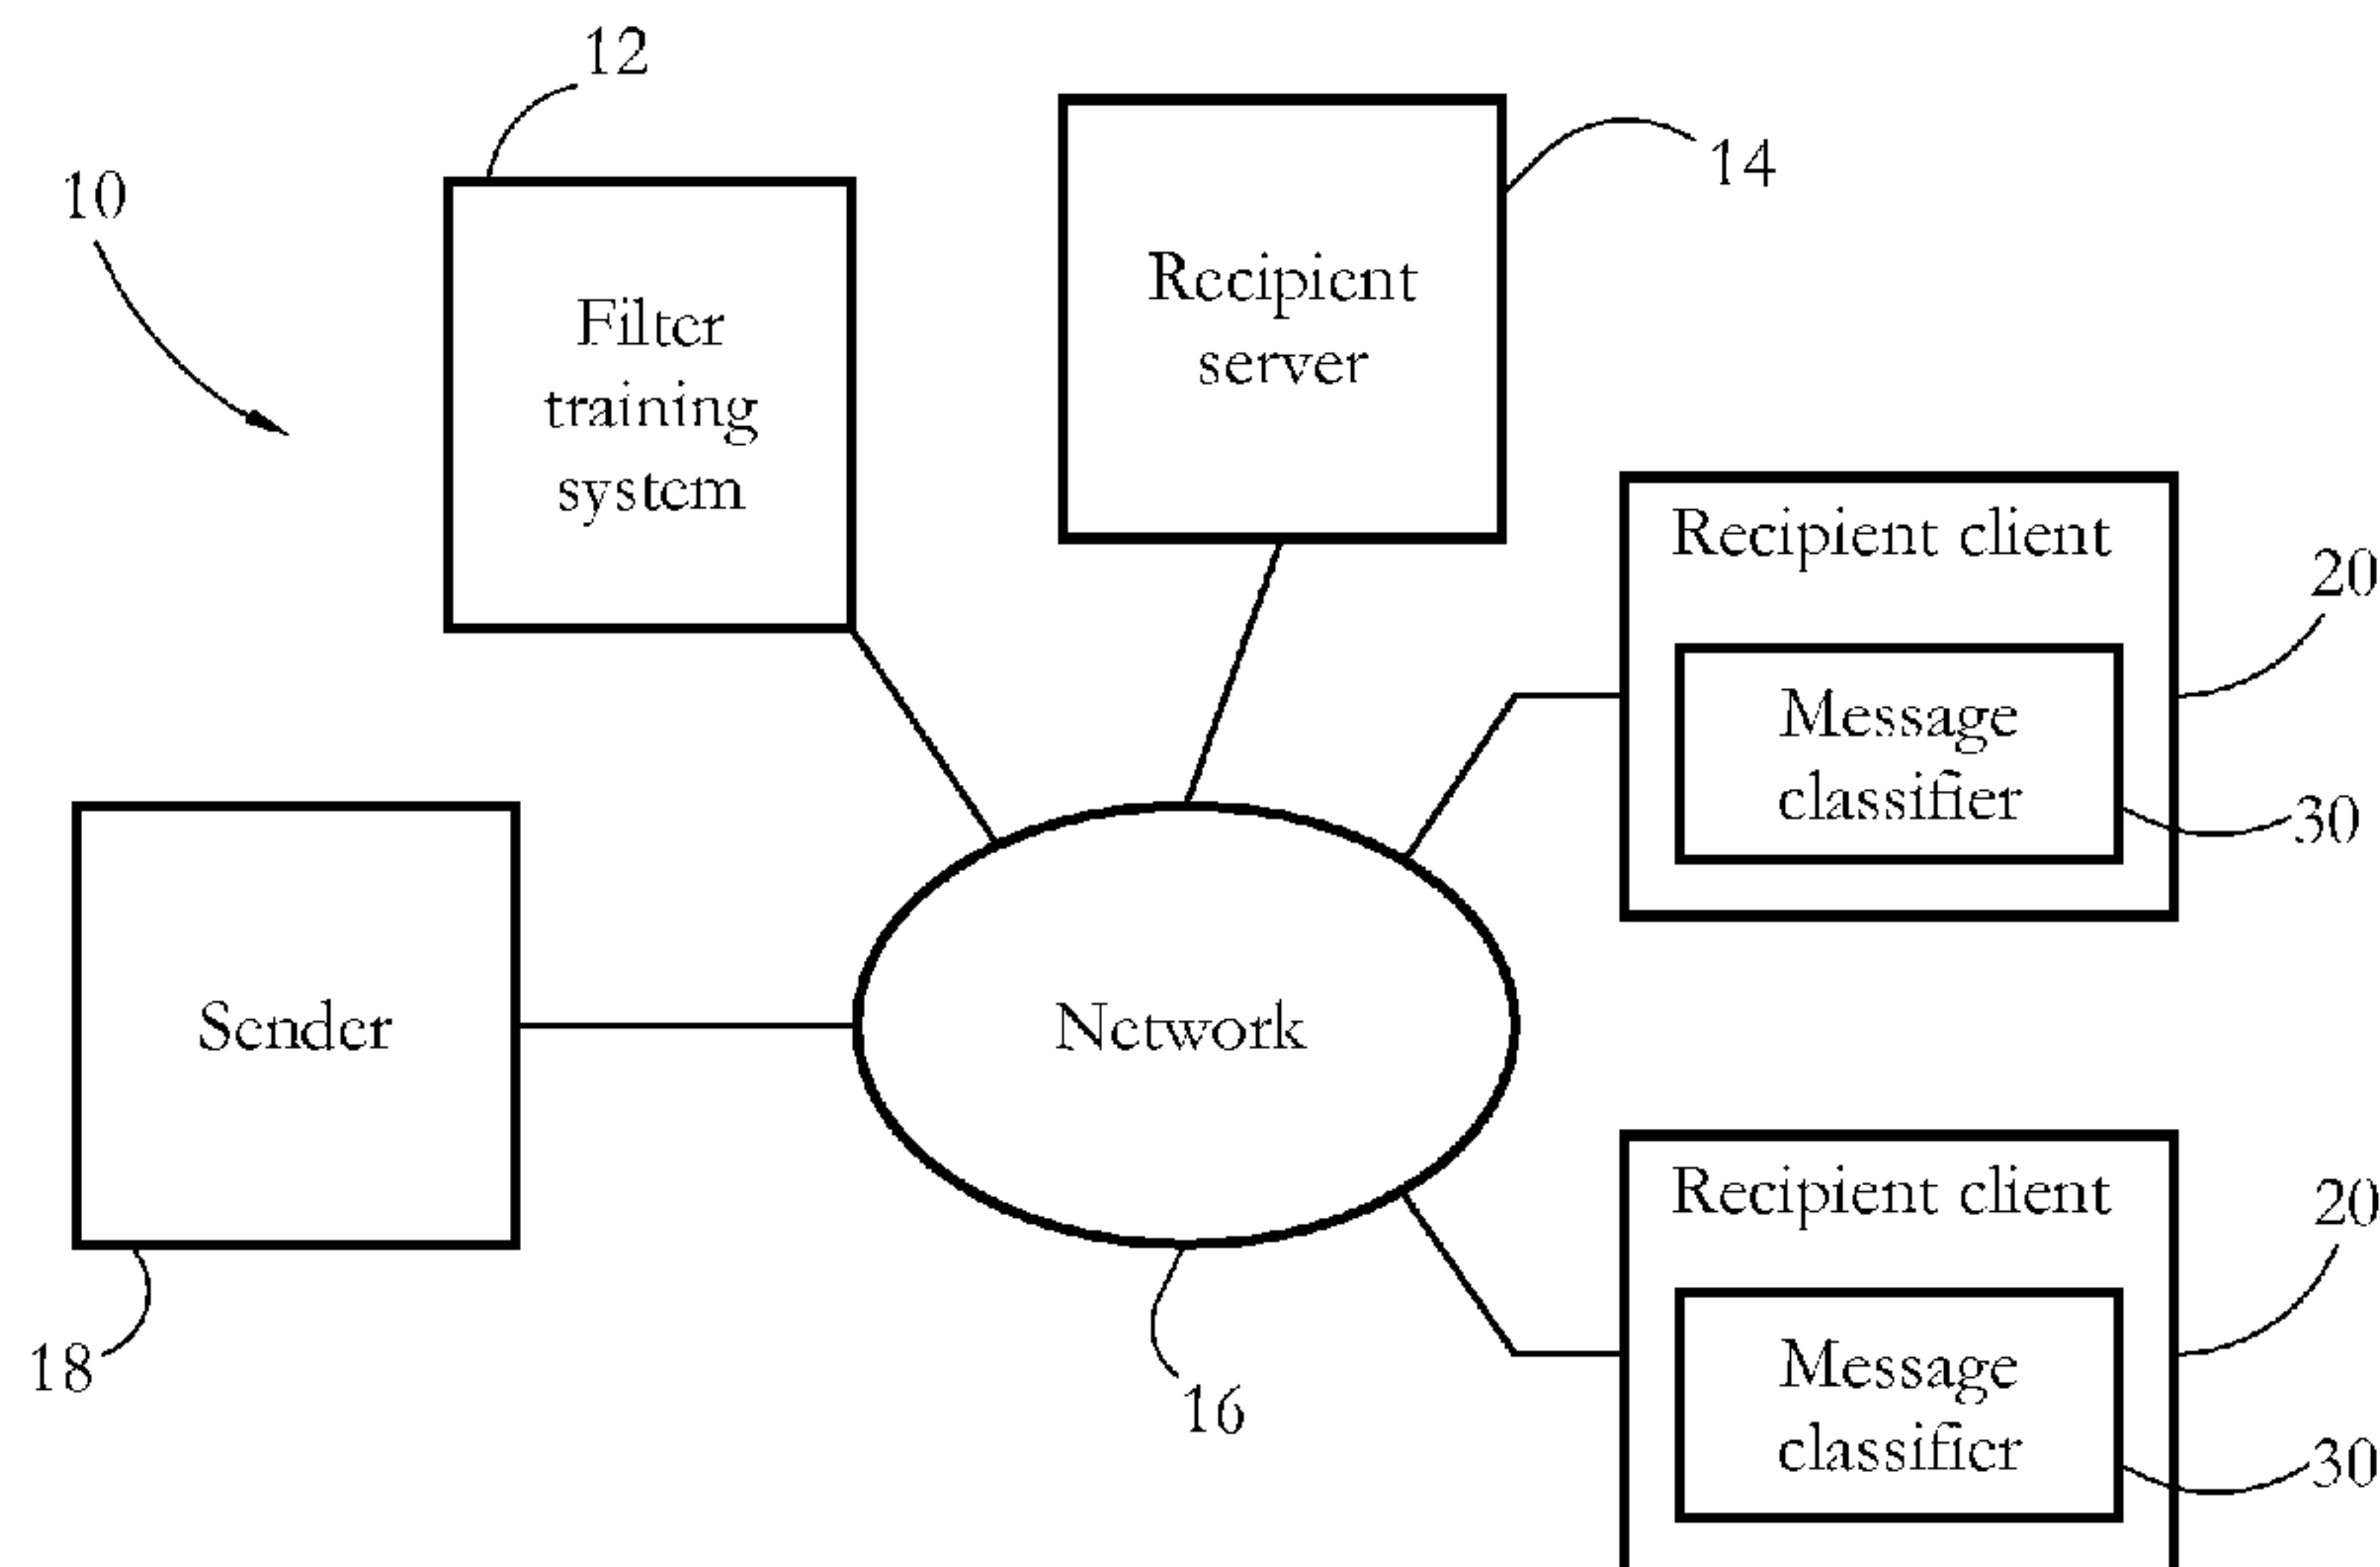 12
14
10
Filter
training
system
Recipient
server
Recipient client
20
Message
classifier
30
Sender
Network
Recipient client
20
Message
classifier
30
18
16